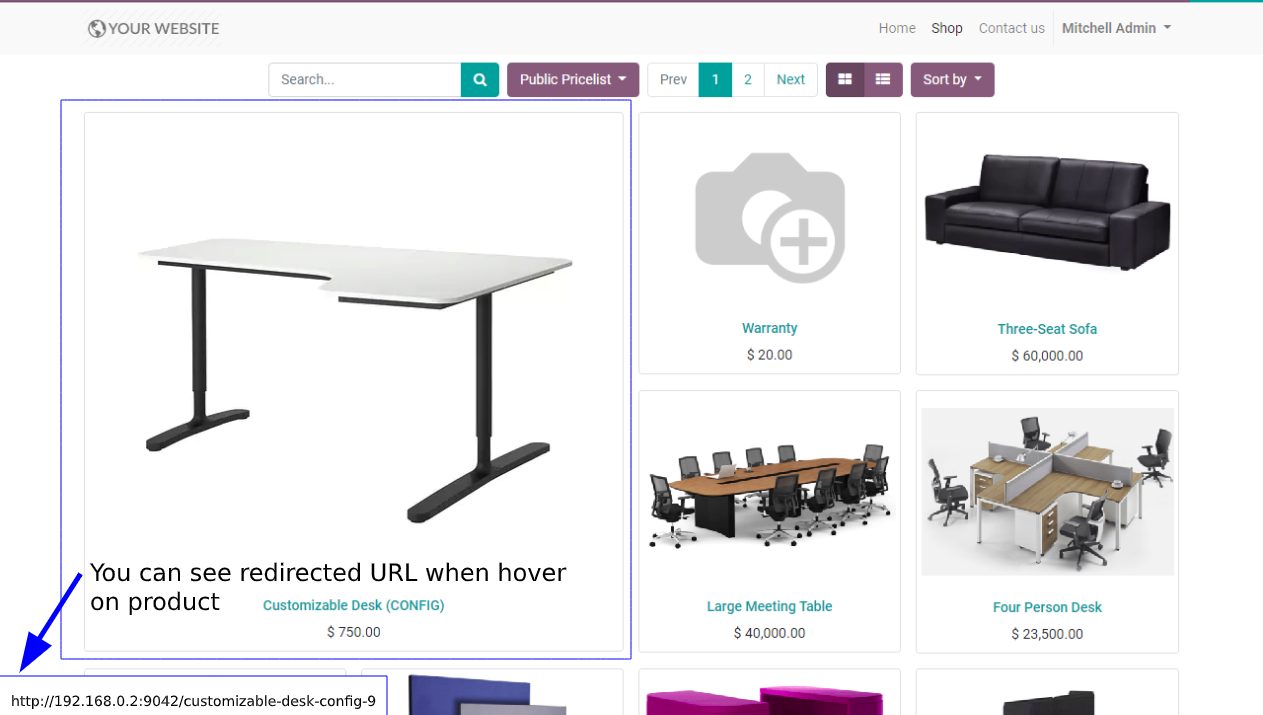 YOUR WEBSITE
Home Shop Contact us Mitchell Admin
Search... Public Pricelist Prev 1 2 Next Sort by
Warranty
$ 20.00
Three-Seat Sofa
$ 60,000.00
You can see redirected URL when hover
on product
Customizable Desk (CONFIG)
$ 750.00
Large Meeting Table
$ 40,000.00
Four Person Desk
$ 23,500.00
http://192.168.0.2:9042/customizable-desk-config-9